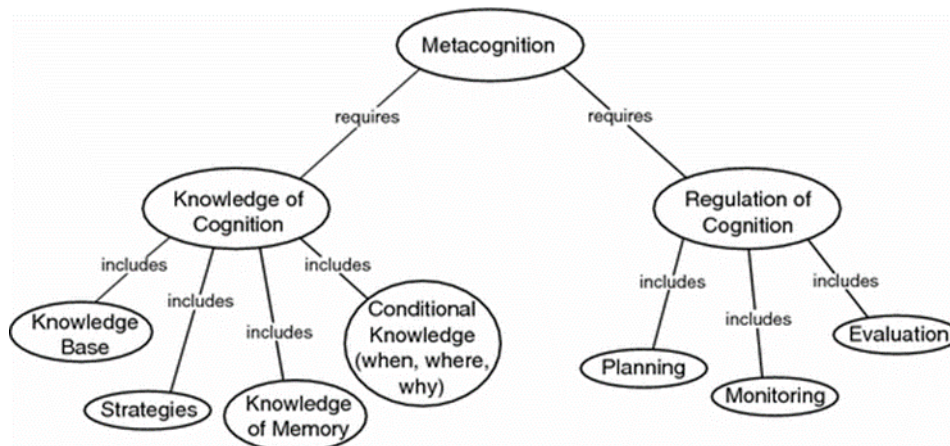 Metacognition
requires
requires
Knowledge of
Cognition
Regulation of
Cognition
includes
includes
includes
includes
includes
includes
includes
Knowledge
Base
Strategies
Knowledge
of Memory
Conditional
Knowledge
(when, where,
why)
Planning
Monitoring
Evaluation